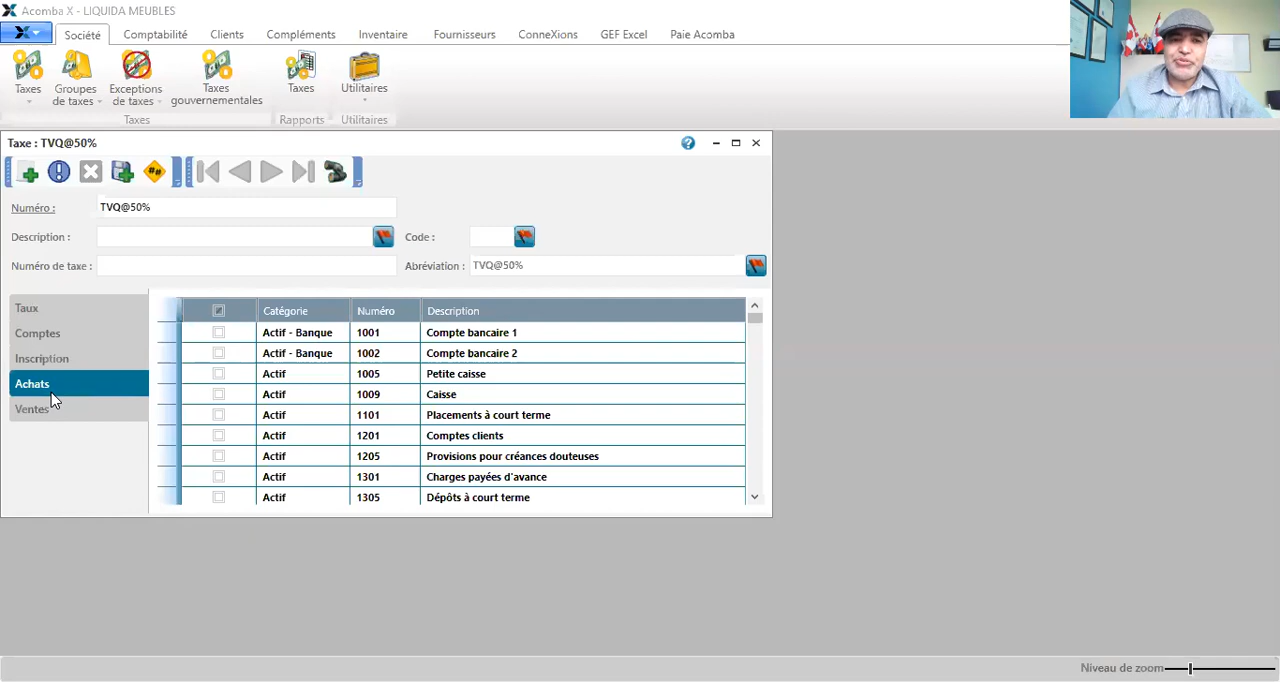 Acomba X - LIQUIDA MEUBLES
Société Comptabilité Clients Compléments Inventaire Fournisseurs ConneXions GEF Excel Paie Acomba
Taxes
Groupes de taxes
Exceptions de taxes
Taxes gouvernementales
Taxes
Utilitaires
Taxes Rapports Utilitaires
Taxe : TVQ@50%
Numéro : TVQ@50%
Description : Code :
Numéro de taxe : Abréviation : TVQ@50%
Taux
Comptes
Inscription
Achats
Ventes
Catégorie Numéro Description
Actif - Banque 1001 Compte bancaire 1
Actif - Banque 1002 Compte bancaire 2
Actif 1005 Petite caisse
Actif 1009 Caisse
Actif 1101 Placements à court terme
Actif 1201 Comptes clients
Actif 1205 Provisions pour créances douteuses
Actif 1301 Charges payées d'avance
Actif 1305 Dépôts à court terme
Niveau de zoom